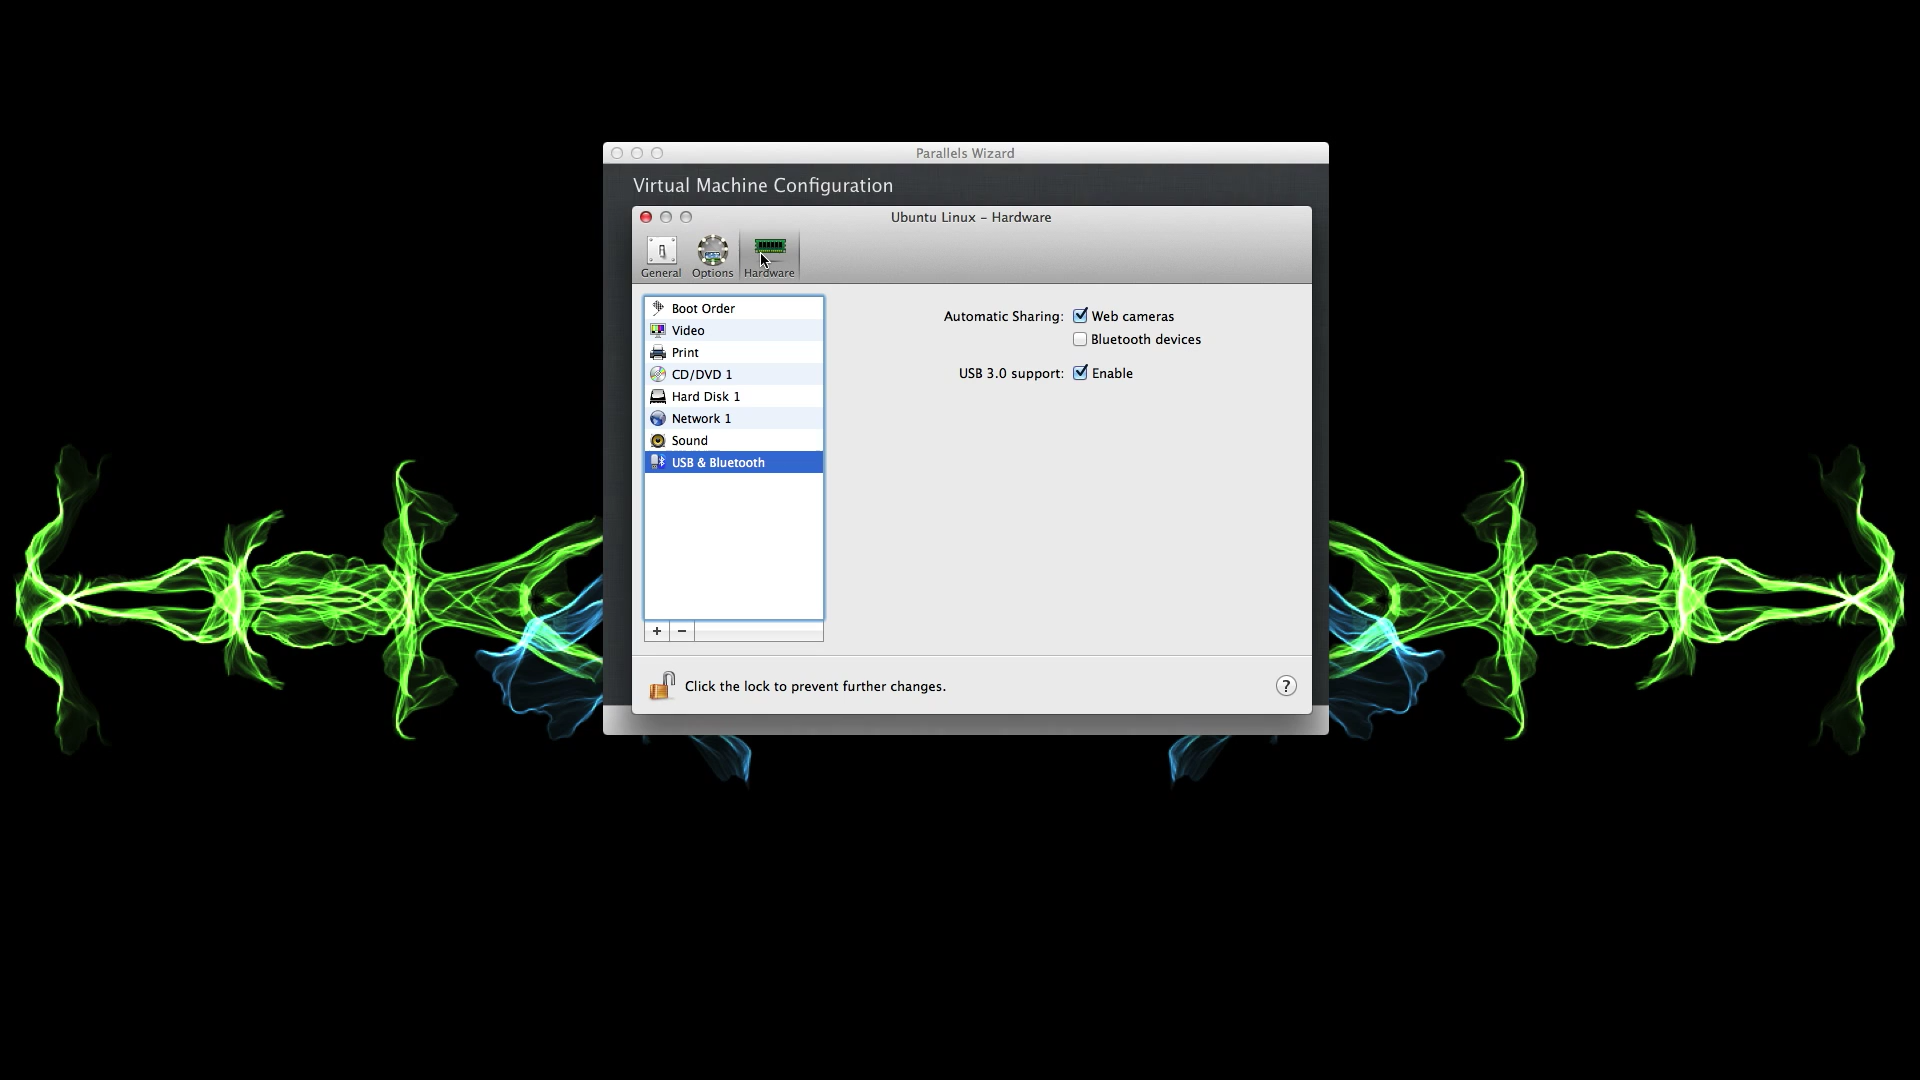 Parallels Wizard
Virtual Machine Configuration
Ubuntu Linux – Hardware
General Options Hardware
Boot Order
Video
Print
CD/DVD 1
Hard Disk 1
Network 1
Sound
USB & Bluetooth
Automatic Sharing: Web cameras
Bluetooth devices
USB 3.0 support: Enable
+ −
Click the lock to prevent further changes. ?